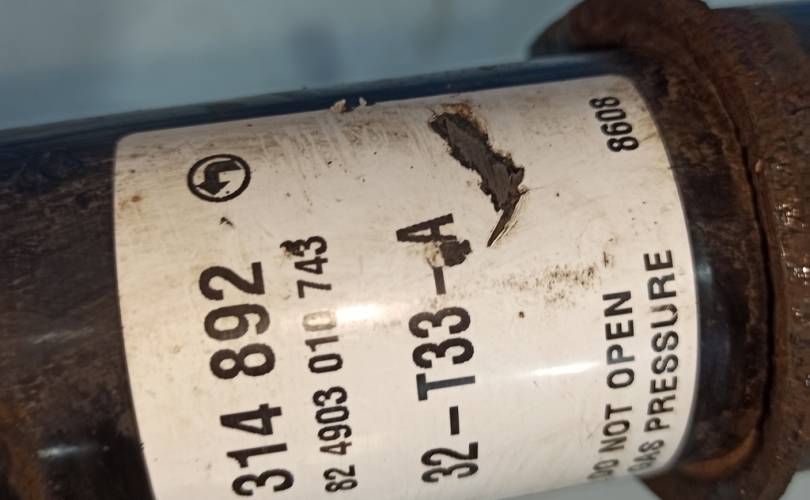 314 892
82 4903 010 743
32-T33-A
8608
DO NOT OPEN
GAS PRESSURE